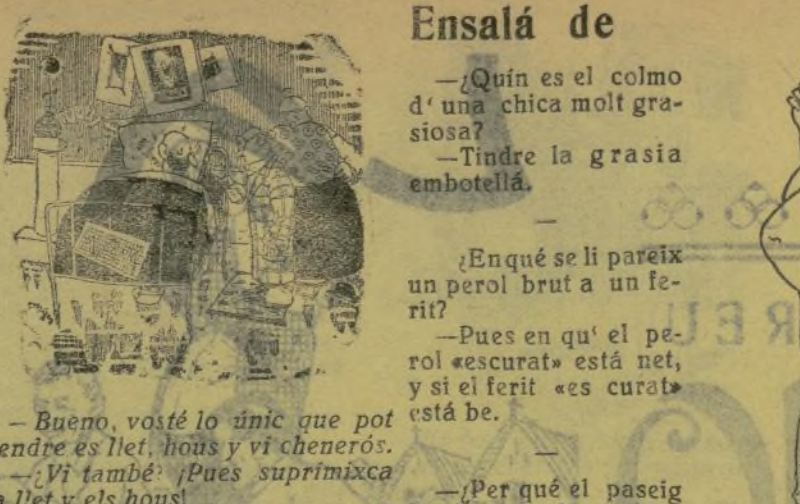 — Bueno, vosté lo únic que pot
endre es llet, hous y vi chenerós.
—¿Vi també? ¡Pues suprimixca
a llet y els hous!
Ensalá de
—¿Quín es el colmo
d‘una chica molt gra-
siosa?
—Tindre la grasia
embotellá.
¿En qué se li pareix
un perol brut a un fe-
rit?
—Pues en qu‘ el pe-
rol «escurat» está net,
y si el ferit «es curat»
está be.
—¿Per qué el paseig